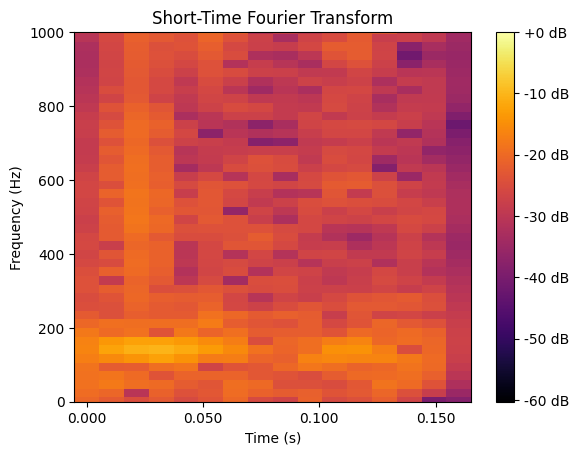 Short-Time Fourier Transform
1000
800
600
400
200
0
Frequency (Hz)
0.000
0.050
0.100
0.150
Time (s)
+0 dB
-10 dB
-20 dB
-30 dB
-40 dB
-50 dB
-60 dB